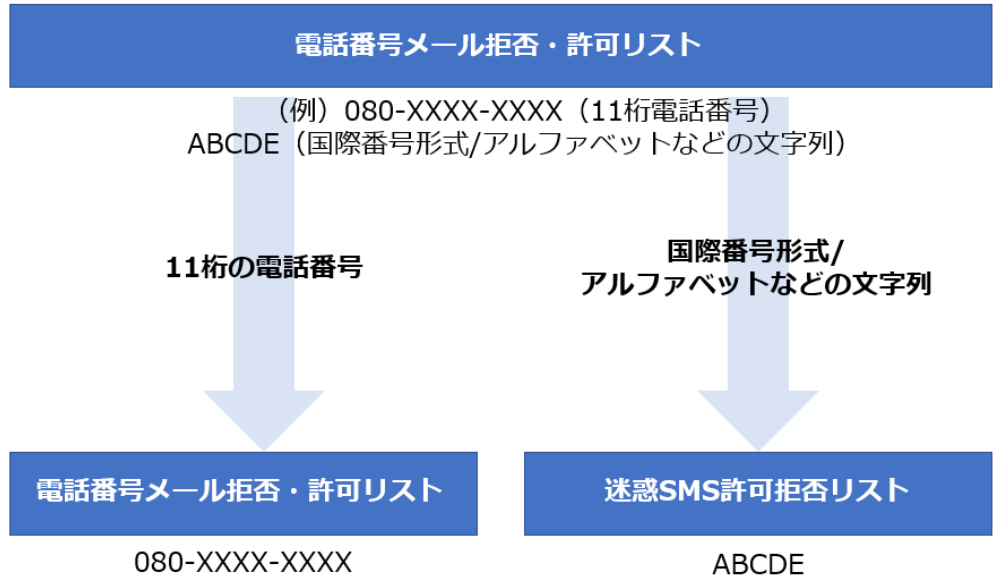 電話番号メール拒否・許可リスト
（例）080-XXXX-XXXX（11桁電話番号）
ABCDE（国際番号形式/アルファベットなどの文字列）
11桁の電話番号
国際番号形式/
アルファベットなどの文字列
電話番号メール拒否・許可リスト
迷惑SMS許可拒否リスト
080-XXXX-XXXX
ABCDE